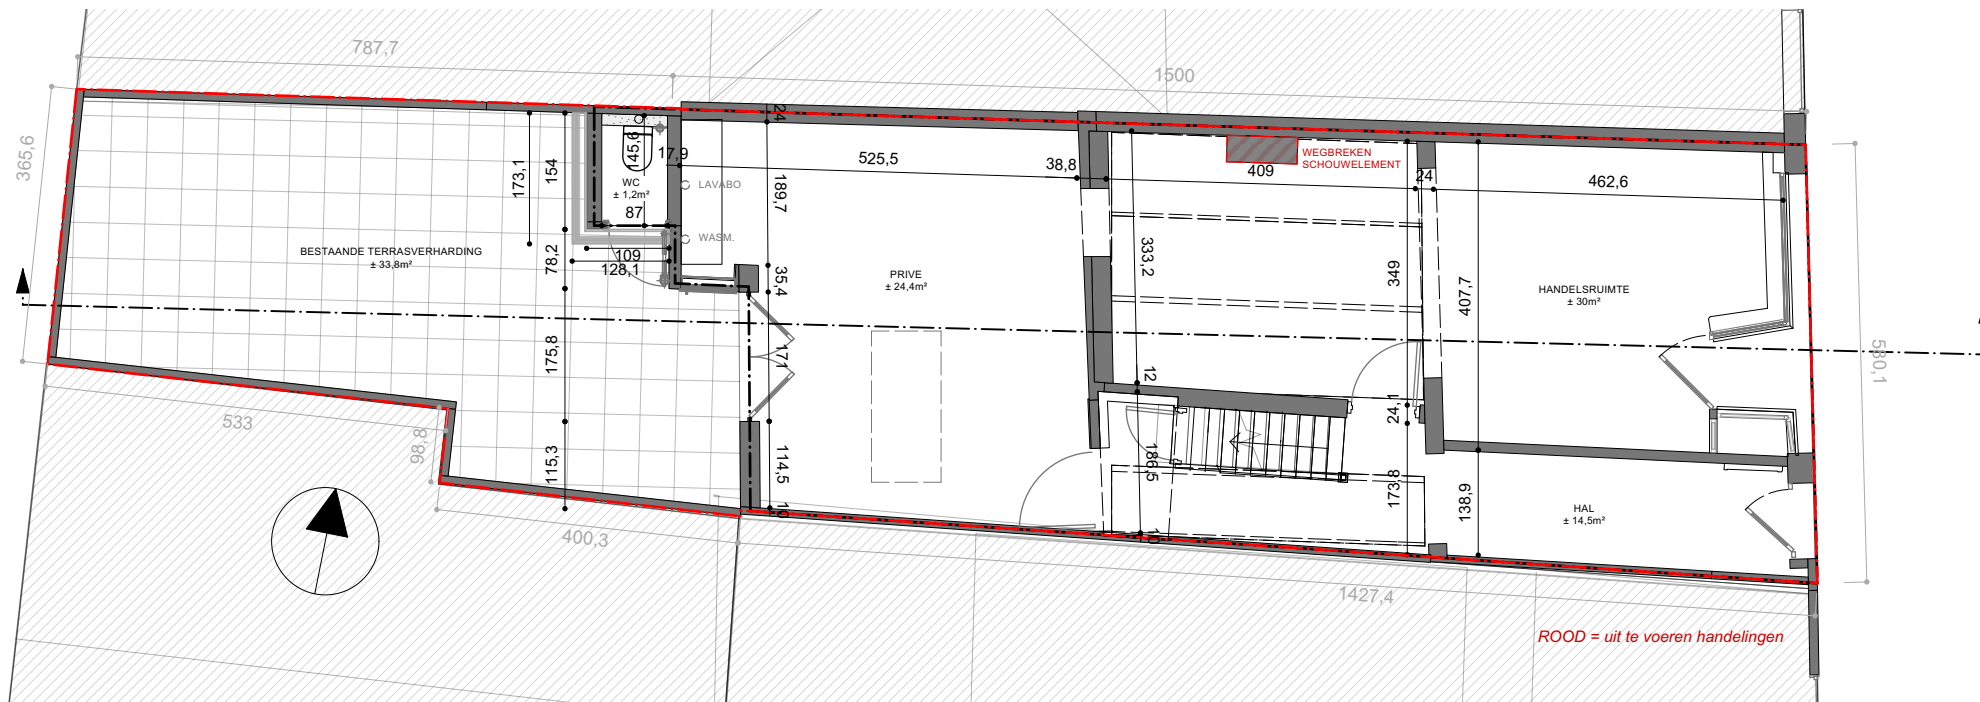 787,7
1500
365,6
173,1
154
145,6
17,9
24
525,5
38,8
WEGBREKEN
SCHOUWELEMENT
409
24
462,6
WC
± 1,2m²
87
LAVABO
189,7
WASM.
BESTAANDE TERRASVERHARDING
± 33,8m²
78,2
109
128,1
35,4
PRIVE
± 24,4m²
333,2
349
407,7
HANDELSRUIMTE
± 30m²
580,1
175,8
171
12
24,1
533
98,8
115,3
114,5
10
186,5
173,8
138,9
HAL
± 14,5m²
400,3
1427,4
ROOD = uit te voeren handelingen